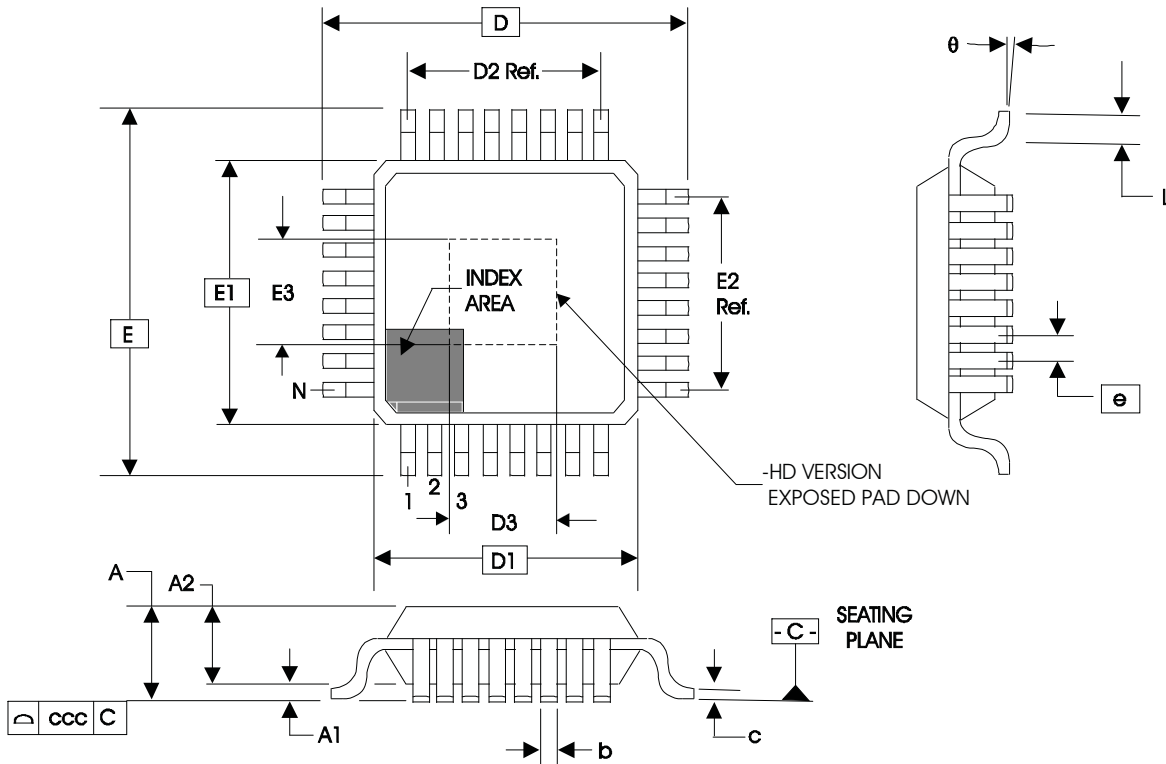 D
D2 Ref.
θ
L
E
E1
E3
INDEX
AREA
E2
Ref.
N
e
1
2
3
D3
D1
-HD VERSION
EXPOSED PAD DOWN
A
A2
- C -
SEATING
PLANE
ccc C
A1
b
c